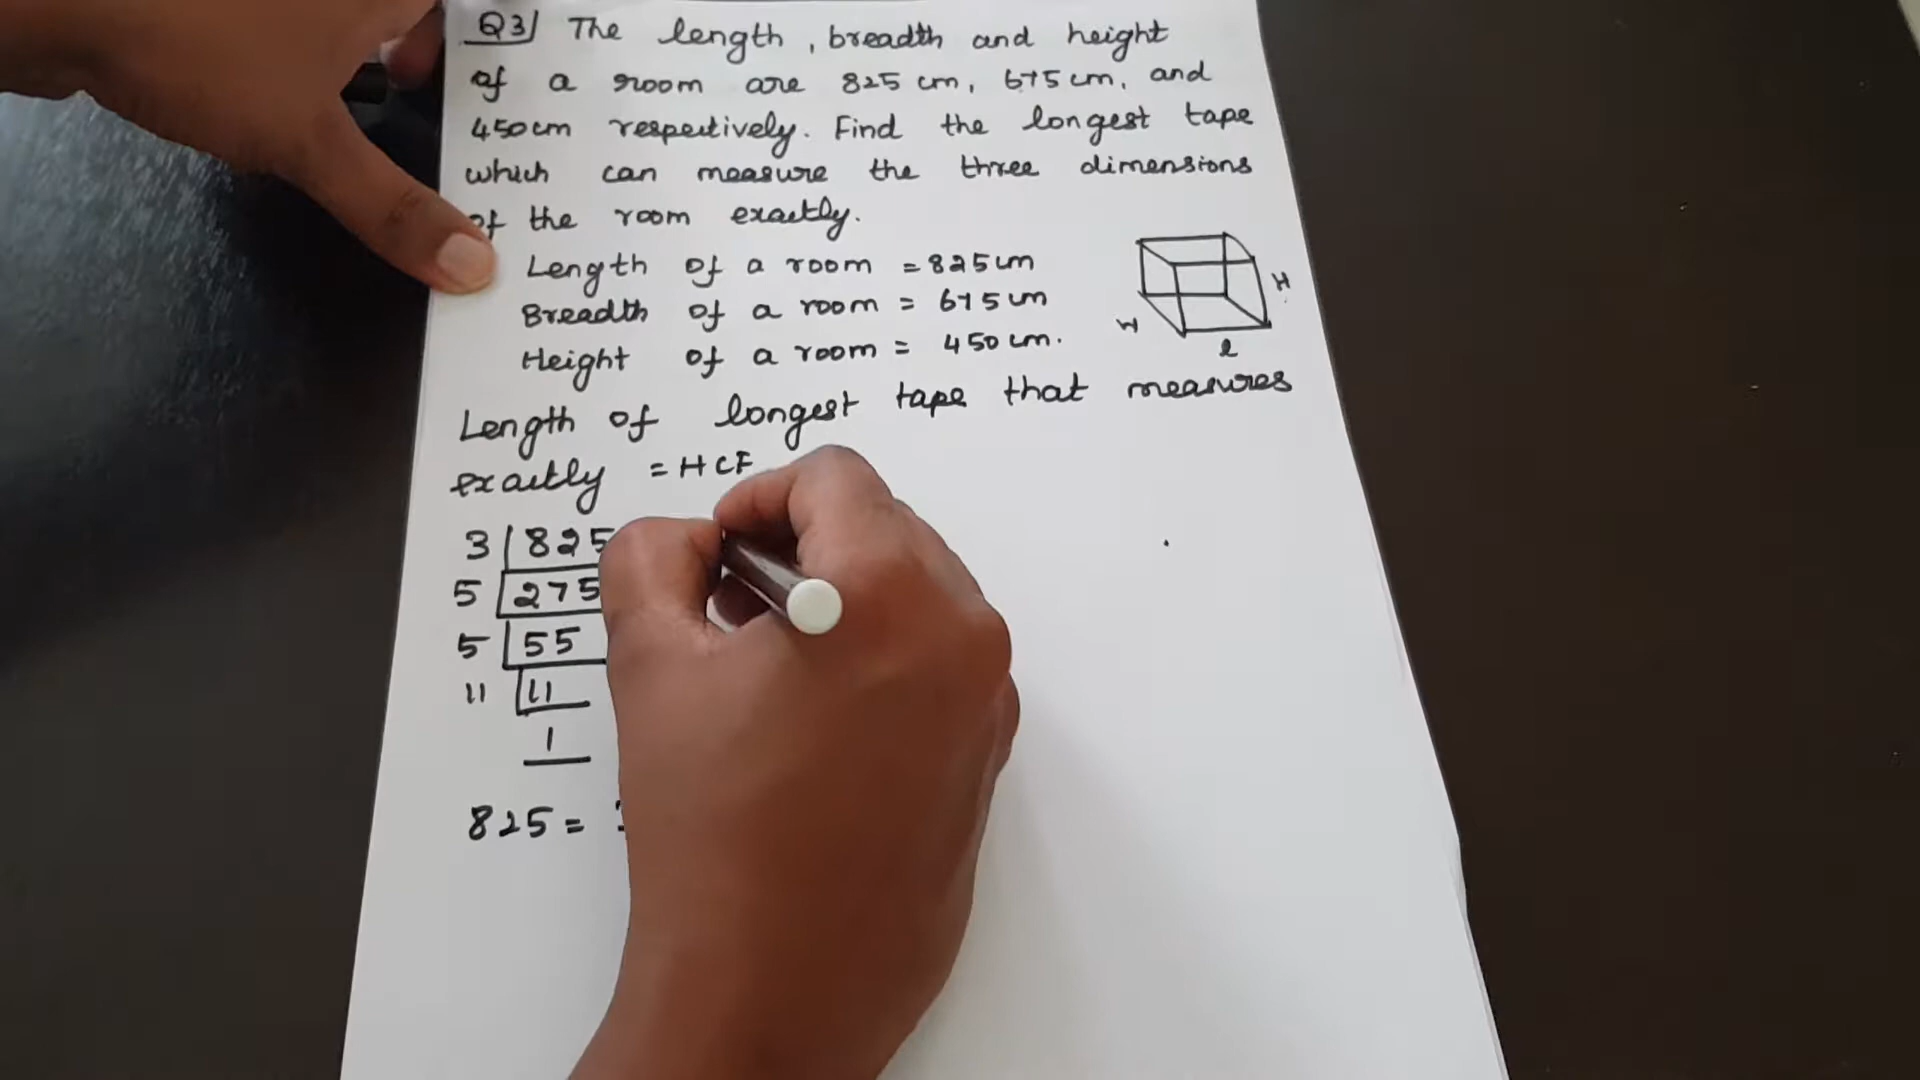 Q3) The length, breadth and height
of a room are 825 cm, 675 cm, and
450cm respectively. Find the longest tape
which can measure the three dimensions
of the room exactly.
Length of a room = 825 cm
Breadth of a room = 675 cm
Height of a room = 450 cm.
H
W
l
Length of longest tape that measures
exactly = HCF
3 825
5 275
5 55
11 11
1
825 =